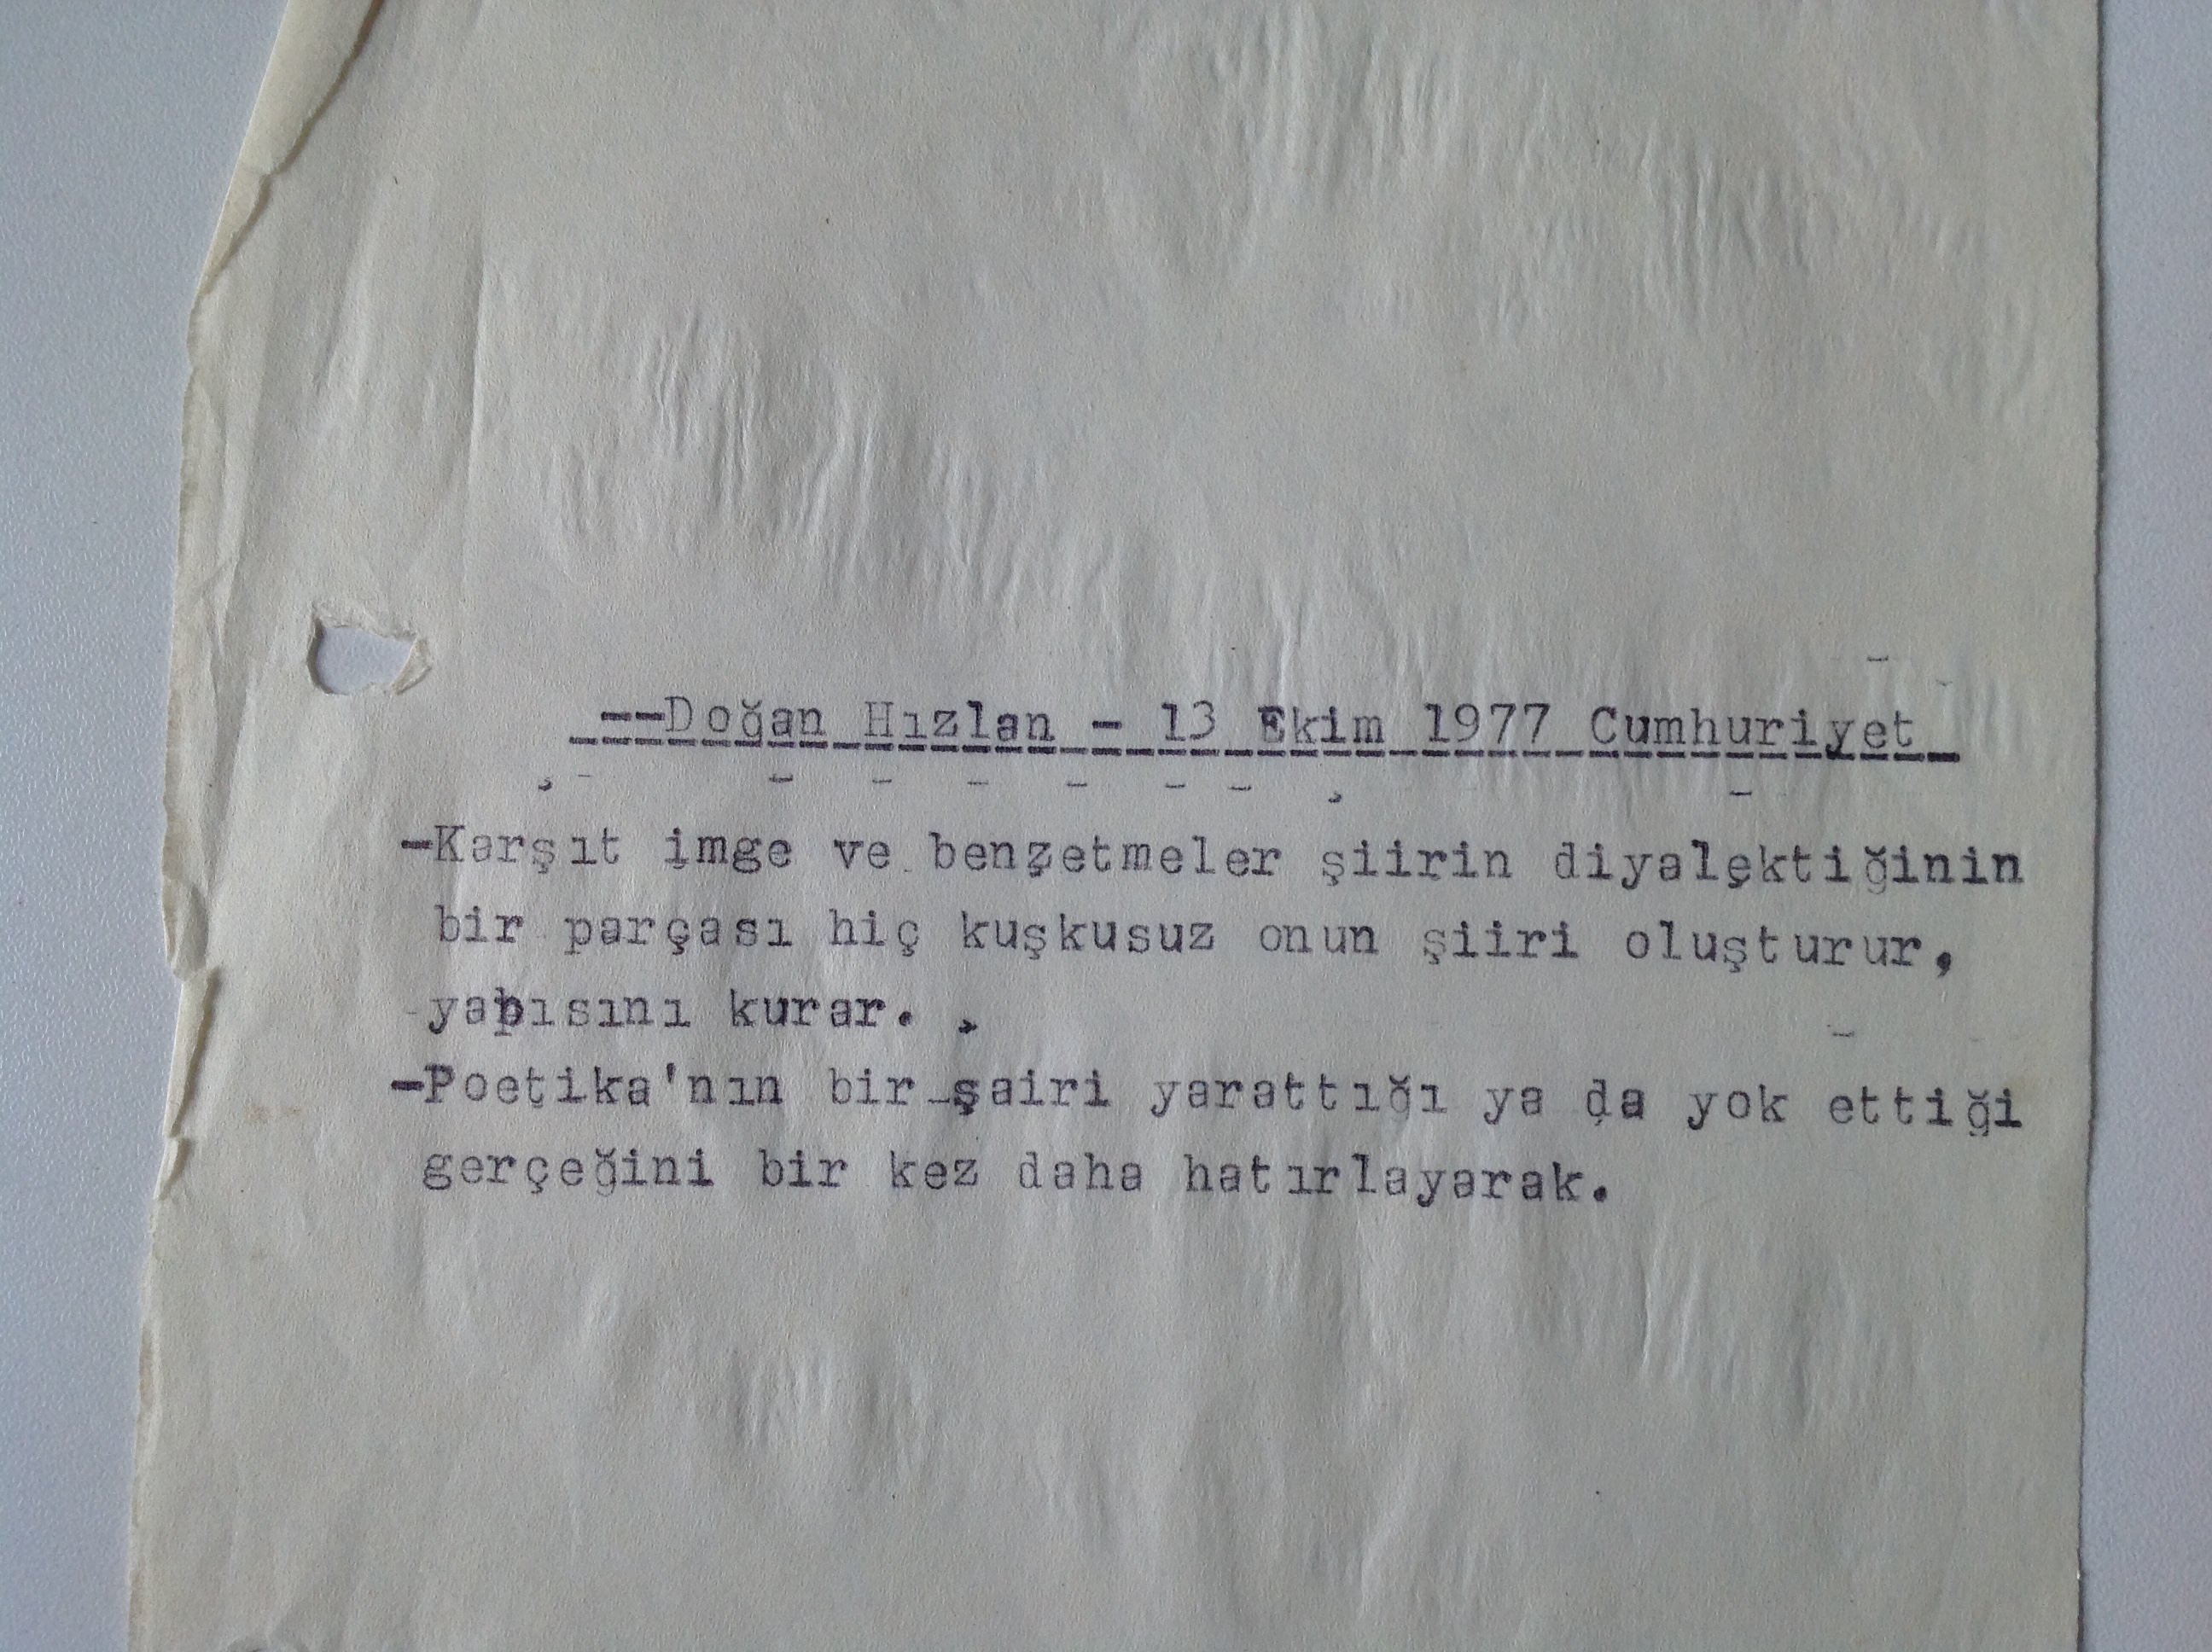 --Doğan Hızlan - 13 Ekim 1977 Cumhuriyet
-Karşıt imge ve benzetmeler şiirin diyalektiğinin
bir parçası hiç kuşkusuz onun şiiri oluşturur,
yapısını kurar.
-Poetika'nın bir şairi yarattığı ya da yok ettiği
gerçeğini bir kez daha hatırlayarak.